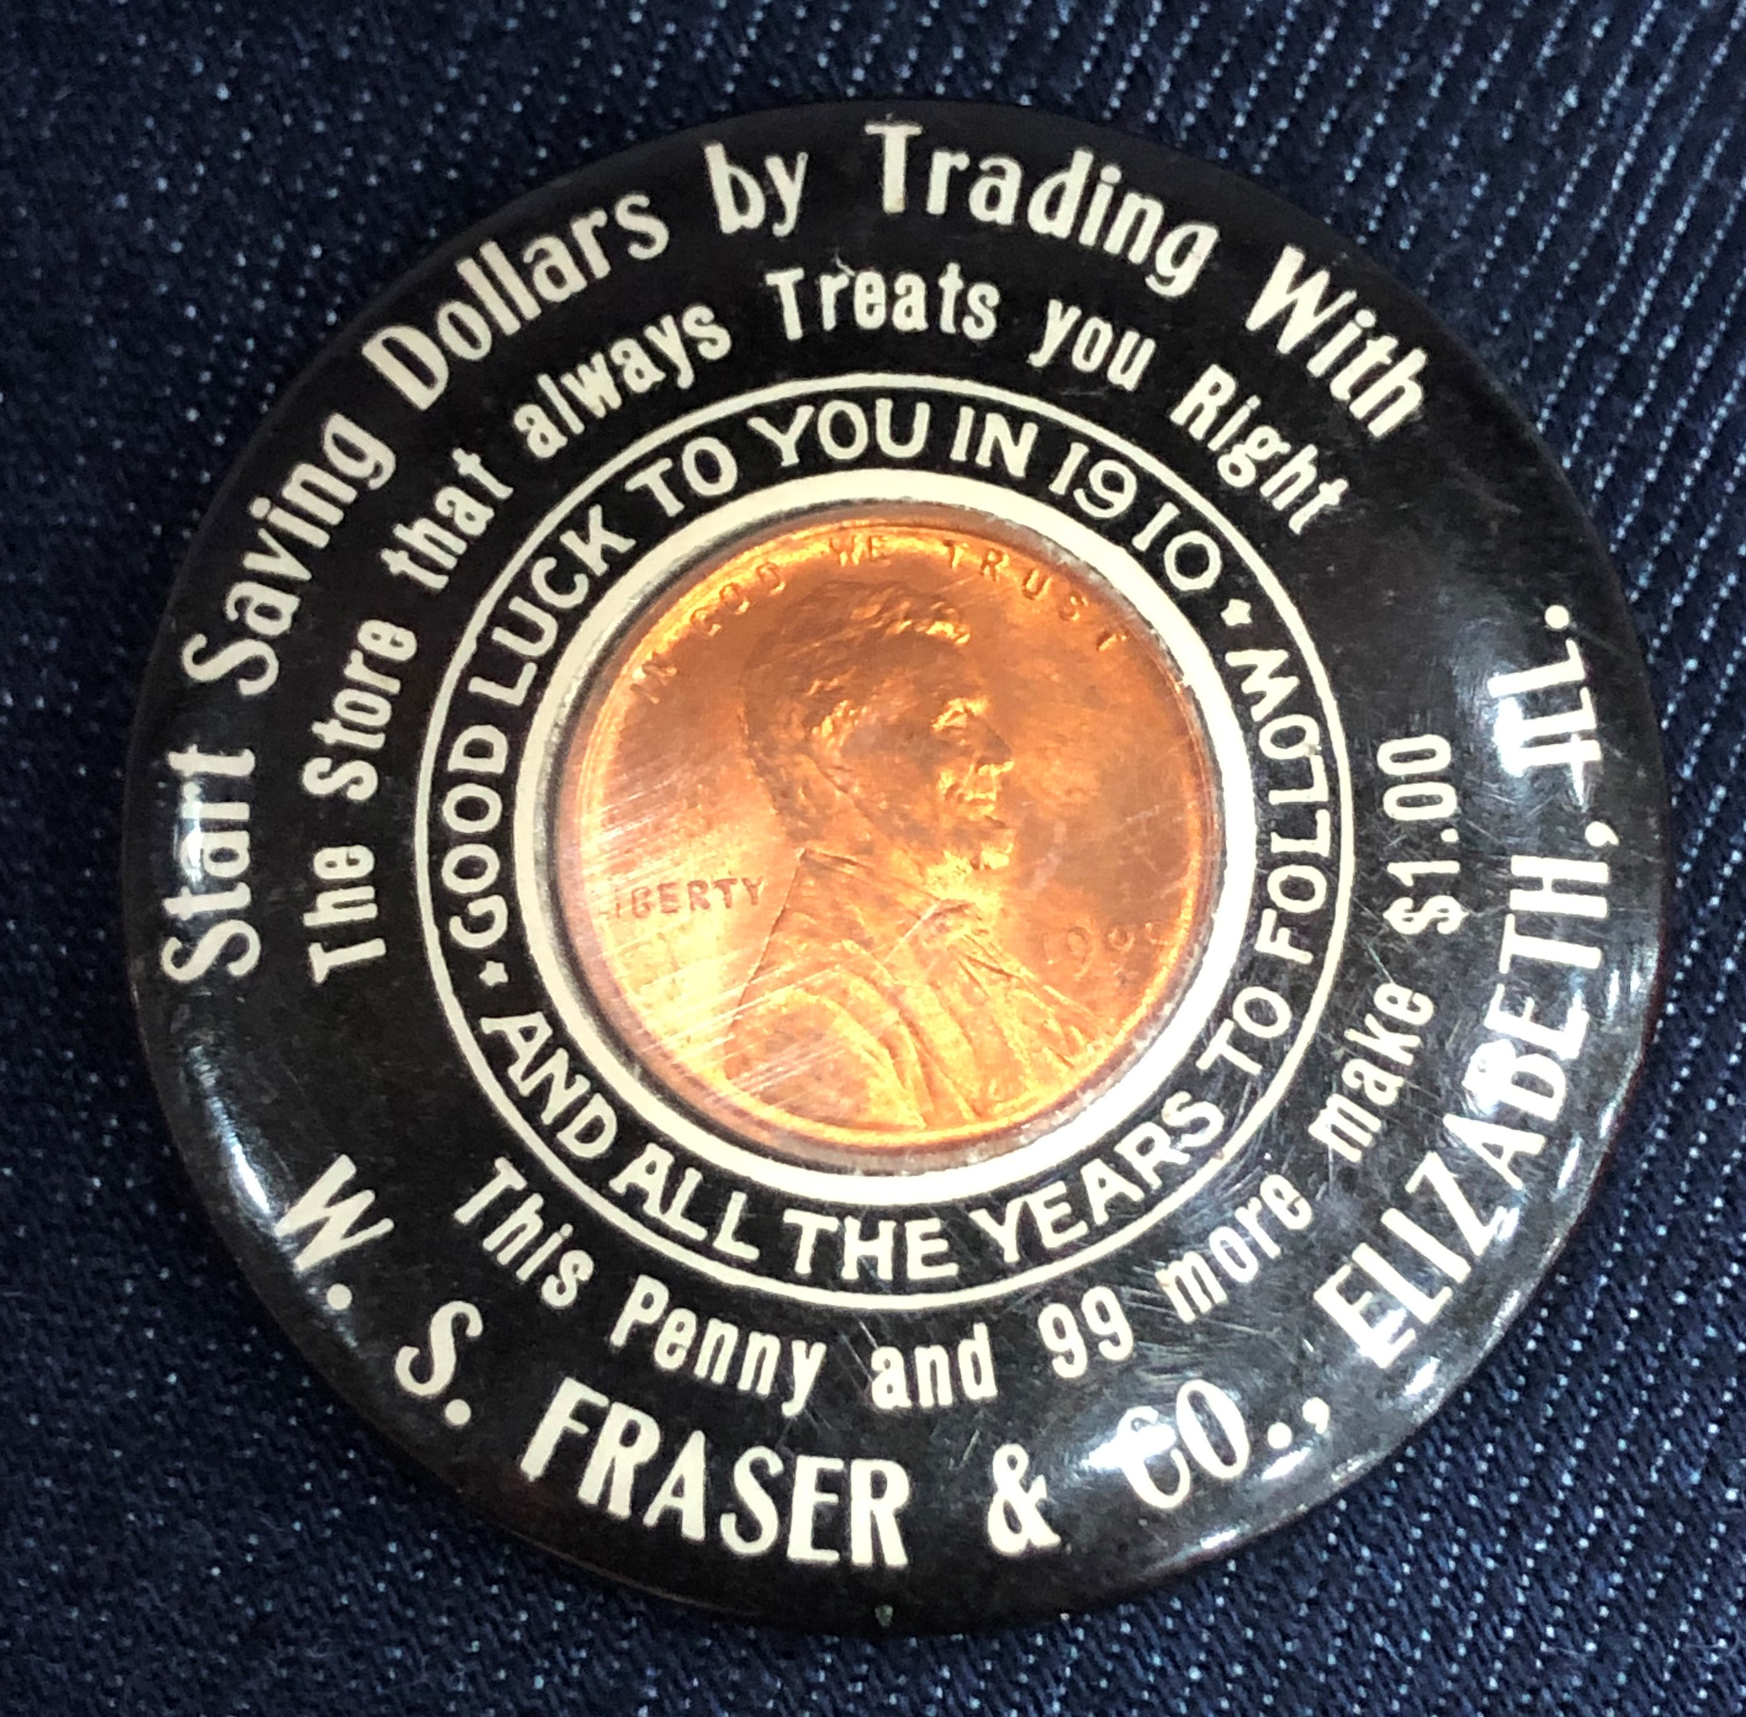 Start Saving Dollars by Trading With
The Store that always Treats you Right
· GOOD LUCK TO YOU IN 1910 ·
IN GOD WE TRUST
LIBERTY
AND ALL THE YEARS TO FOLLOW
This Penny and 99 more make $1.00
W. S. FRASER & CO., ELIZABETH, ILL.